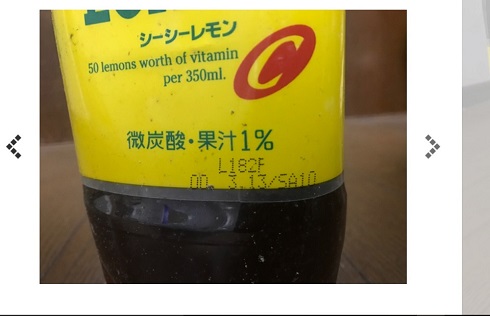 シーシーレモン
50 lemons worth of vitamin
per 350ml.
C
微炭酸・果汁1%
L182F
00. 3.13/SA10